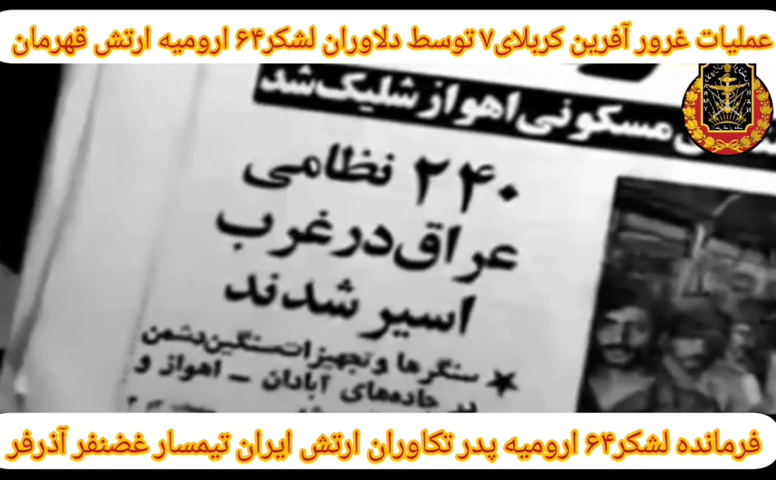 عملیات غرور آفرین کربلای۷ توسط دلاوران لشکر۶۴ ارومیه ارتش قهرمان
مسکونی اهواز شلیک شد
۲۴۰ نظامی
عراق در غرب
اسیر شدند
★ سنگرها و تجهیزات سنگین دشمن
در جاده‌های آبادان ـ اهواز و
فرمانده لشکر۶۴ ارومیه پدر تکاوران ارتش ایران تیمسار غضنفر آذرفر